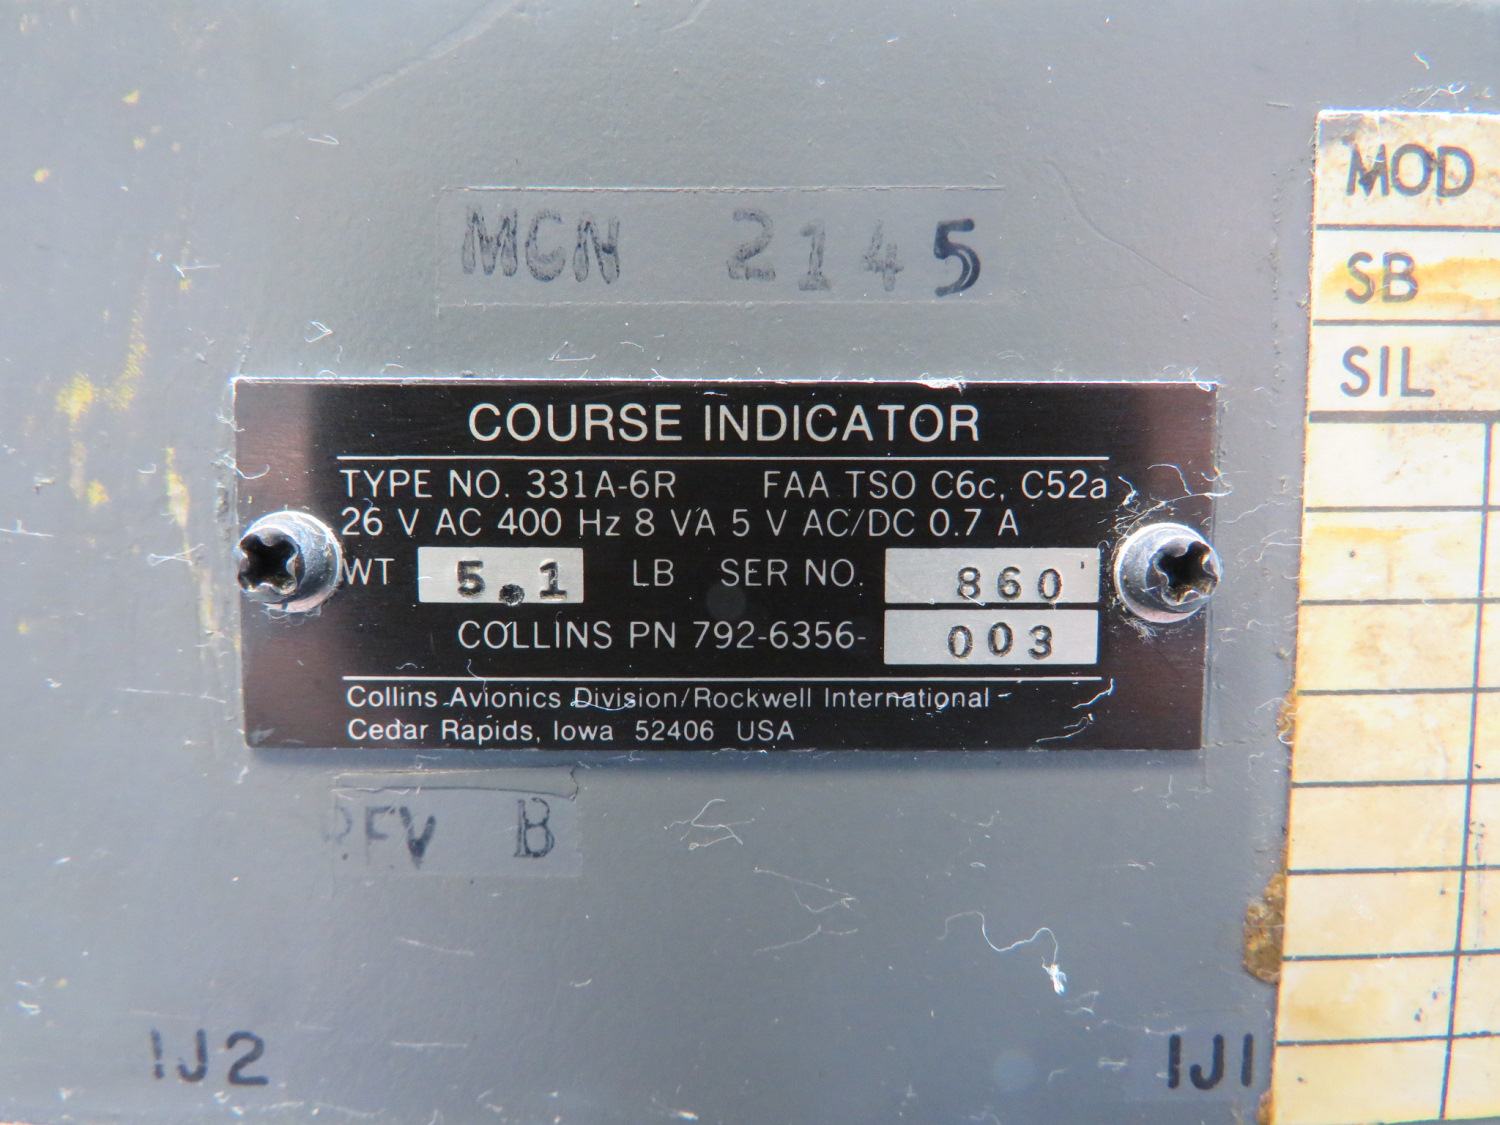 MCN 2145
COURSE INDICATOR
TYPE NO. 331A-6R FAA TSO C6c, C52a
26 V AC 400 Hz 8 VA 5 V AC/DC 0.7 A
WT 5.1 LB SER NO. 860
COLLINS PN 792-6356- 003
Collins Avionics Division/Rockwell International
Cedar Rapids, Iowa 52406 USA
REV B
1J2
1J1
MOD
SB
SIL